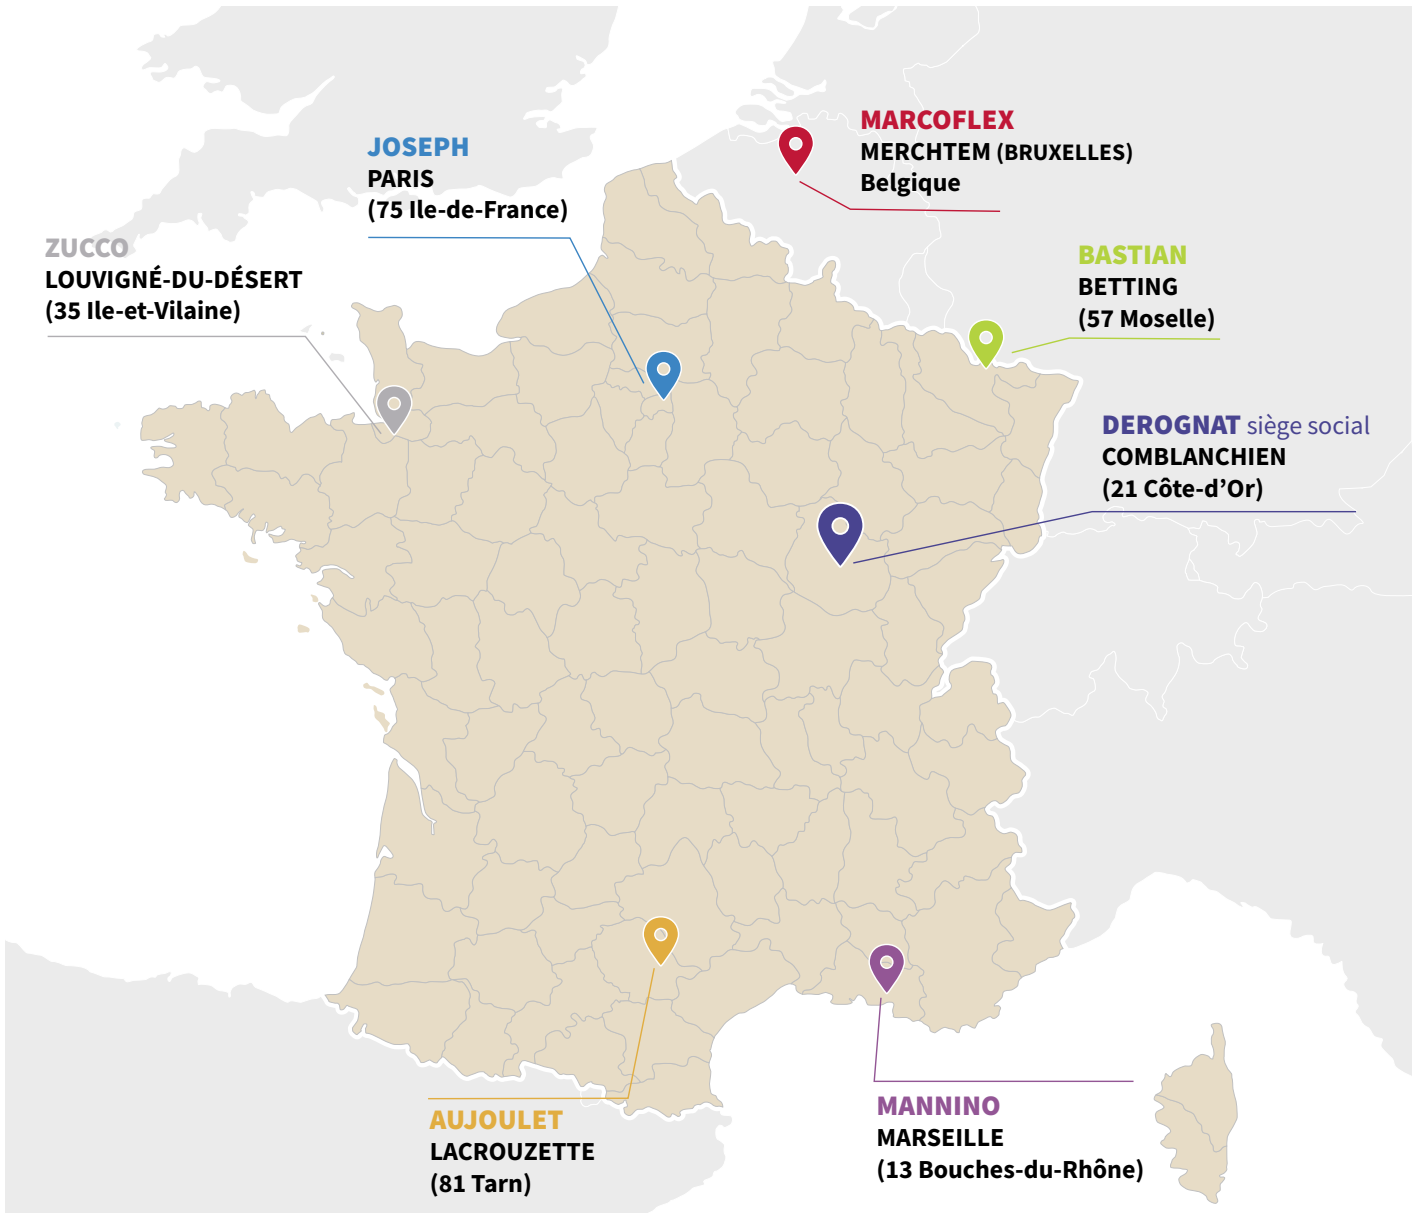 MARCOFLEX
MERCHTEM (BRUXELLES)
Belgique
JOSEPH
PARIS
(75 Ile-de-France)
ZUCCO
LOUVIGNÉ-DU-DÉSERT
(35 Ile-et-Vilaine)
BASTIAN
BETTING
(57 Moselle)
DEROGNAT siège social
COMBLANCHIEN
(21 Côte-d’Or)
AUJOULET
LACROUZETTE
(81 Tarn)
MANNINO
MARSEILLE
(13 Bouches-du-Rhône)